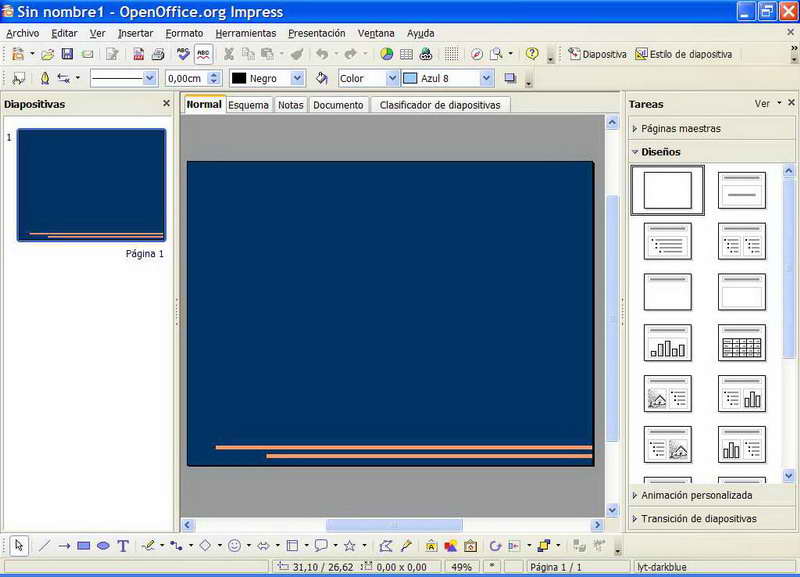 Sin nombre1 - OpenOffice.org Impress
Archivo Editar Ver Insertar Formato Herramientas Presentación Ventana Ayuda
Diapositiva Estilo de diapositiva
0,00cm Negro Color Azul 8
Diapositivas
Normal Esquema Notas Documento Clasificador de diapositivas
Tareas Ver
1
Página 1
Páginas maestras
Diseños
Animación personalizada
Transición de diapositivas
T
31,10 / 26,62 0,00 x 0,00 49% * Página 1 / 1 lyt-darkblue